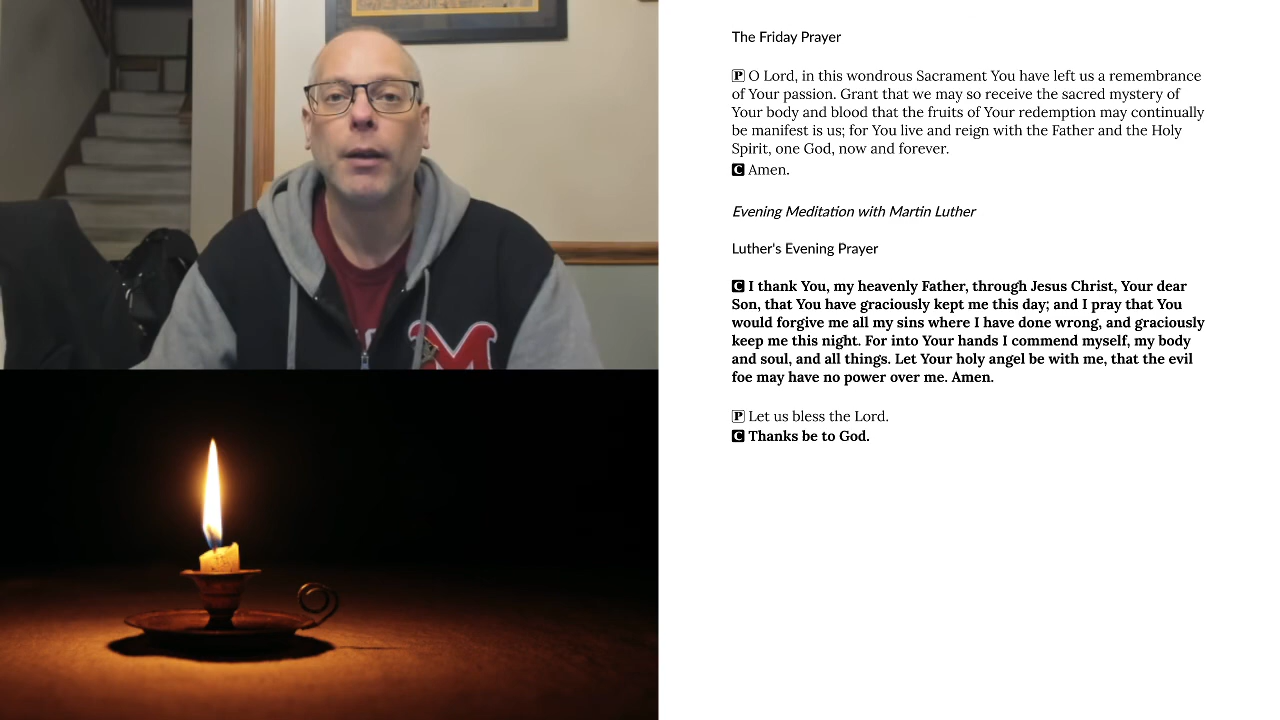 The Friday Prayer
P O Lord, in this wondrous Sacrament You have left us a remembrance
of Your passion. Grant that we may so receive the sacred mystery of
Your body and blood that the fruits of Your redemption may continually
be manifest is us; for You live and reign with the Father and the Holy
Spirit, one God, now and forever.
C Amen.
Evening Meditation with Martin Luther
Luther's Evening Prayer
C I thank You, my heavenly Father, through Jesus Christ, Your dear
Son, that You have graciously kept me this day; and I pray that You
would forgive me all my sins where I have done wrong, and graciously
keep me this night. For into Your hands I commend myself, my body
and soul, and all things. Let Your holy angel be with me, that the evil
foe may have no power over me. Amen.
P Let us bless the Lord.
C Thanks be to God.
M